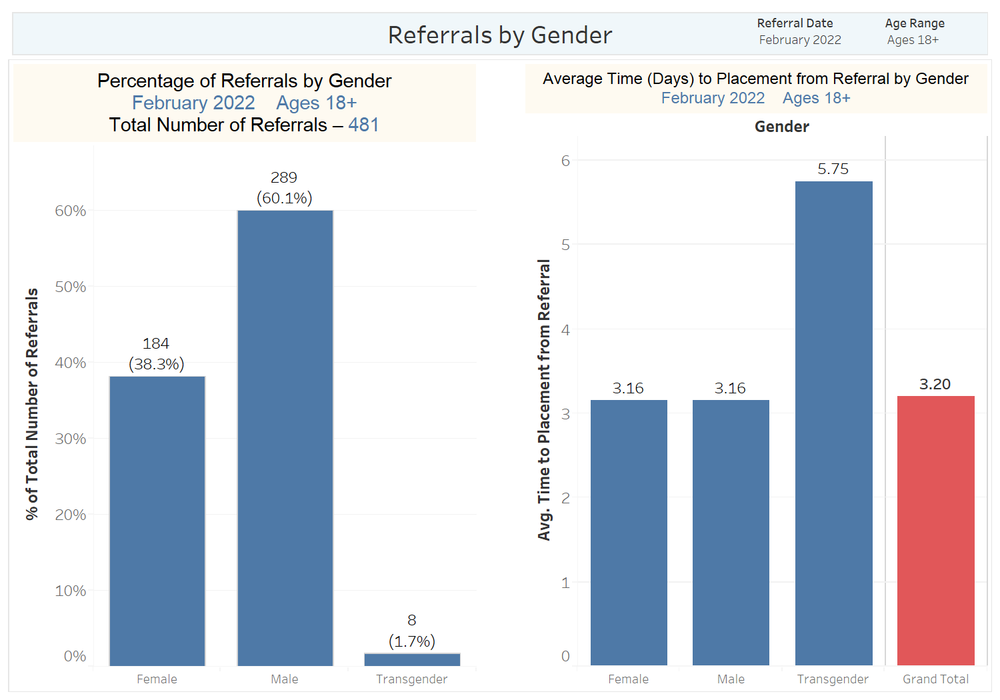 Referrals by Gender
Referral Date
February 2022
Age Range
Ages 18+
Percentage of Referrals by Gender
February 2022 Ages 18+
Total Number of Referrals – 481
% of Total Number of Referrals
60%
50%
40%
30%
20%
10%
0%
184
(38.3%)
289
(60.1%)
8
(1.7%)
Female
Male
Transgender
Average Time (Days) to Placement from Referral by Gender
February 2022 Ages 18+
Gender
Avg. Time to Placement from Referral
6
5
4
3
2
1
0
3.16
3.16
5.75
3.20
Female
Male
Transgender
Grand Total